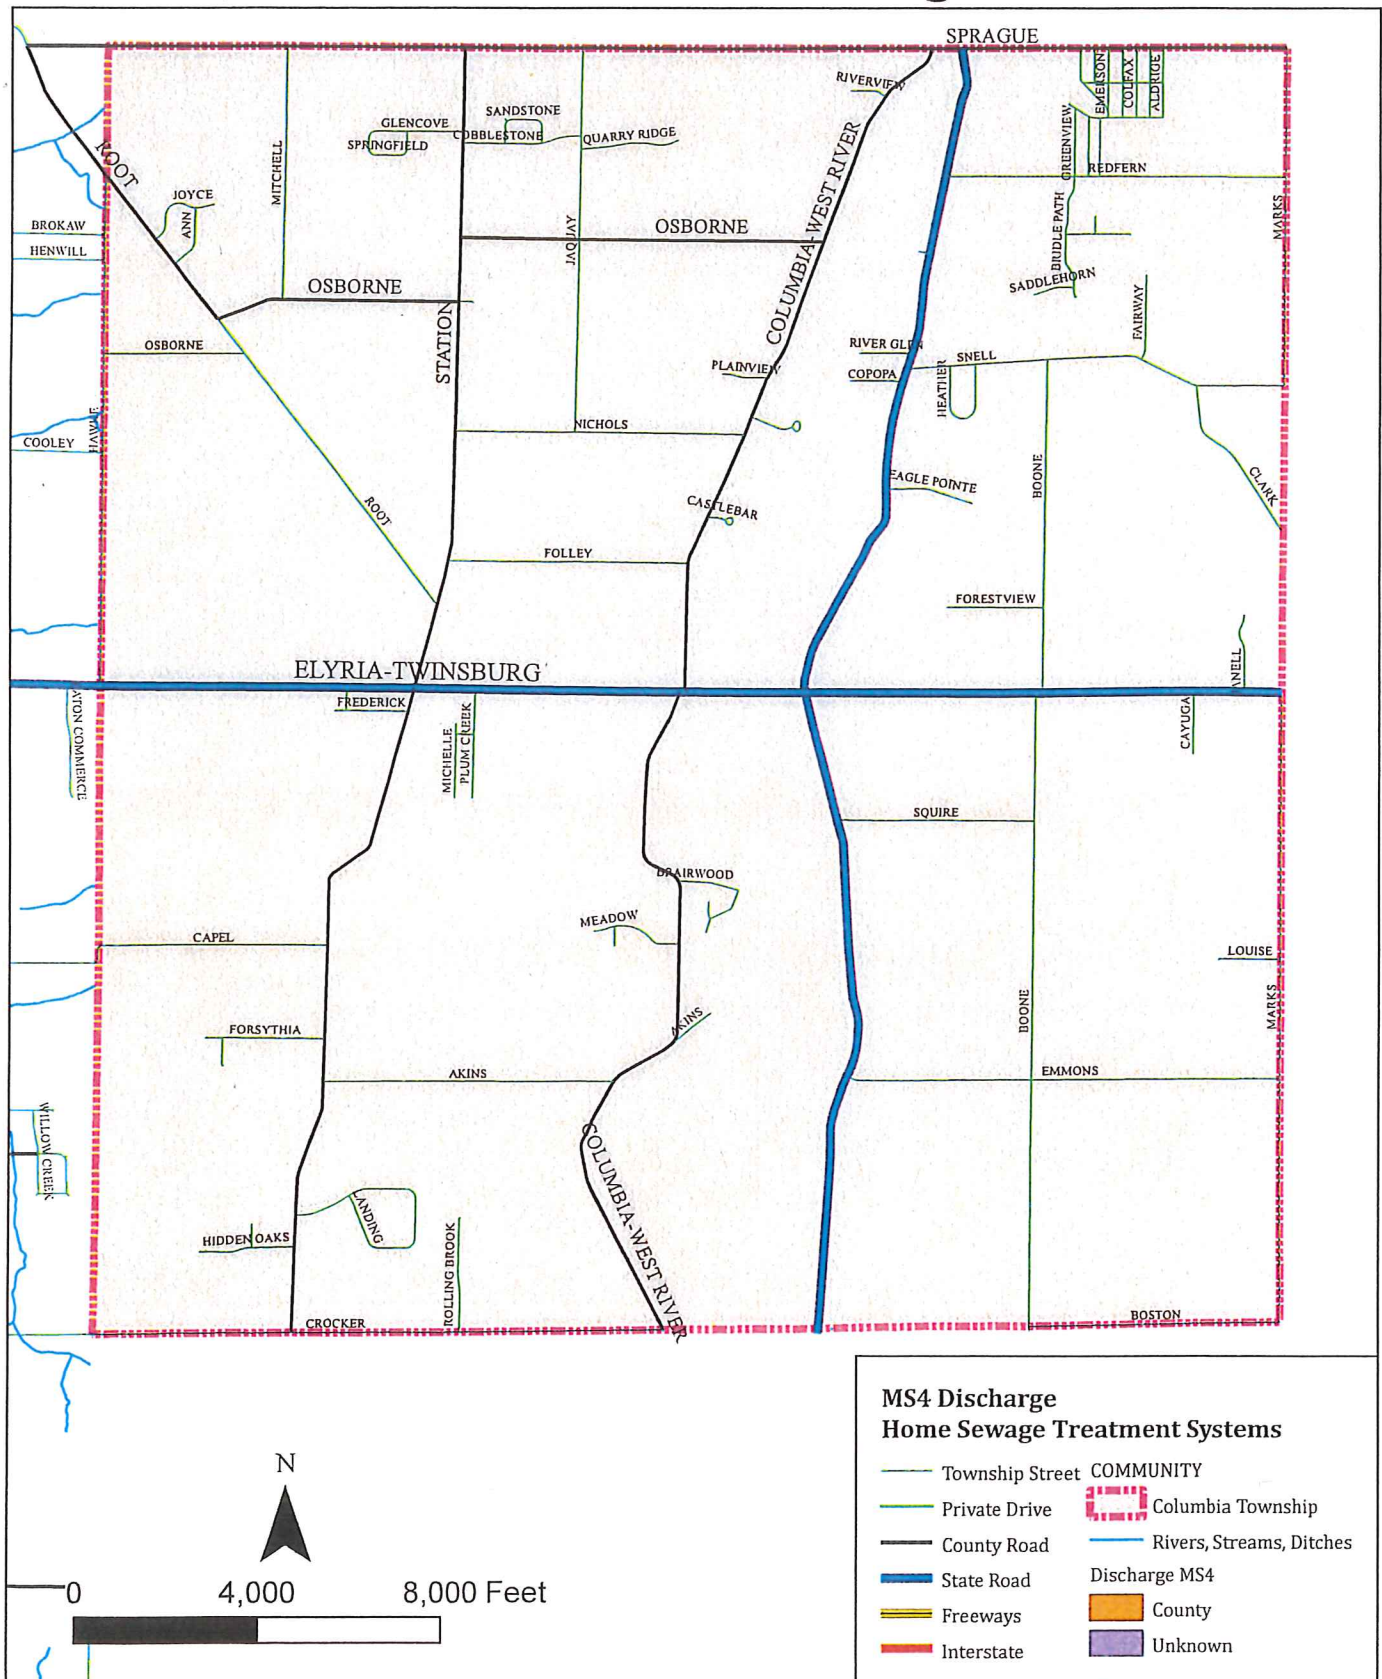 SPRAGUE
RIVERVIEW
EMERSON
COLFAX
ALDRIGE
SANDSTONE
GLENCOVE
COBBLESTONE
QUARRY RIDGE
SPRINGFIELD
ROOT
MITCHELL
GREENVIEW
REDFERN
JOYCE
ANN
COLUMBIA-WEST RIVER
MARKS
BROKAW
HENWILL
JAQUAY
OSBORNE
BRIDLE PATH
SADDLEHORN
OSBORNE
FAIRWAY
STATION
OSBORNE
RIVER GLEN
SNELL
PLAINVIEW
COPOPA
HEATHER
HAWKE
COOLEY
NICHOLS
BOONE
EAGLE POINTE
CLARK
ROOT
CASTLEBAR
FOLLEY
FORESTVIEW
ELYRIA-TWINSBURG
NELL
ATON COMMERCE
FREDERICK
MICHELLE
PLUM CREEK
CAYUGA
SQUIRE
BRAIRWOOD
MEADOW
CAPEL
LOUISE
BOONE
MARKS
FORSYTHIA
AKINS
AKINS
EMMONS
WILLOW CREEK
COLUMBIA-WEST RIVER
LANDING
HIDDEN OAKS
ROLLING BROOK
CROCKER
BOSTON
MS4 Discharge
Home Sewage Treatment Systems
Township Street
Private Drive
County Road
State Road
Freeways
Interstate
COMMUNITY
Columbia Township
Rivers, Streams, Ditches
Discharge MS4
County
Unknown
N
0 4,000 8,000 Feet